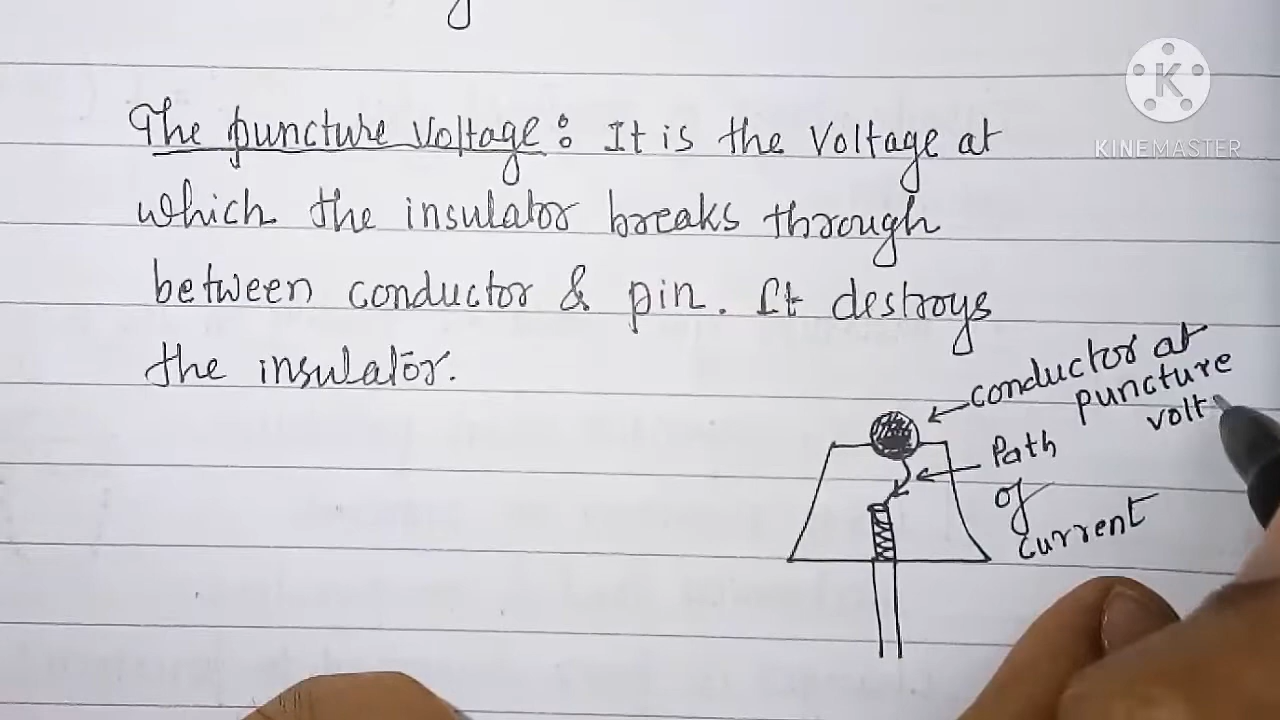 The puncture voltage: It is the voltage at
which the insulator breaks through
between conductor & pin. It destroys
the insulator.
conductor at
puncture
volt
Path
of
current
K
KINEMASTER